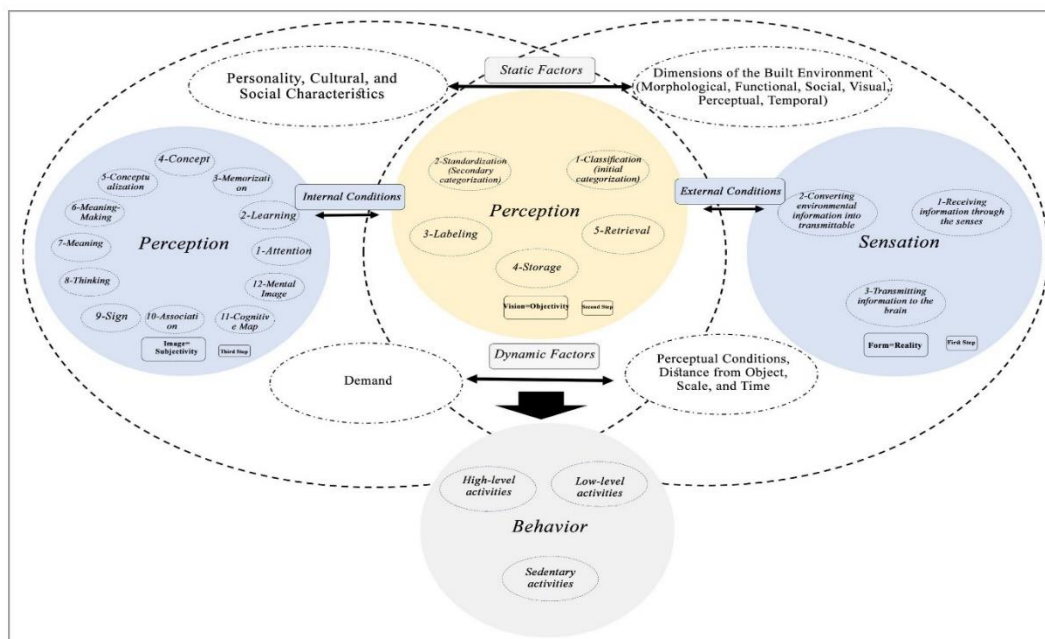 Static Factors
Personality, Cultural, and
Social Characteristics
Dimensions of the Built Environment
(Morphological, Functional, Social, Visual,
Perceptual, Temporal)
4-Concept
5-Conceptu
alization
3-Memorizati
on
6-Meaning-
Making
2-Learning
7-Meaning
Perception
1-Attention
8-Thinking
12-Mental
Image
9-Sign
10-Associati
on
11-Cognitiv
e Map
Image=
Subjectivity
Third Step
Internal Conditions
2-Standardization
(Secondary
categorization)
1-Classification
(initial
categorization)
Perception
3-Labeling
5-Retrieval
4-Storage
Vision=Objectivity
Second Step
External Conditions
2-Converting
environmental
information into
transmittable
1-Receiving
information through
the senses
Sensation
3-Transmitting
information to the
brain
Form=Reality
First Step
Dynamic Factors
Demand
Perceptual Conditions,
Distance from Object,
Scale, and Time
High-level
activities
Low-level
activities
Behavior
Sedentary
activities